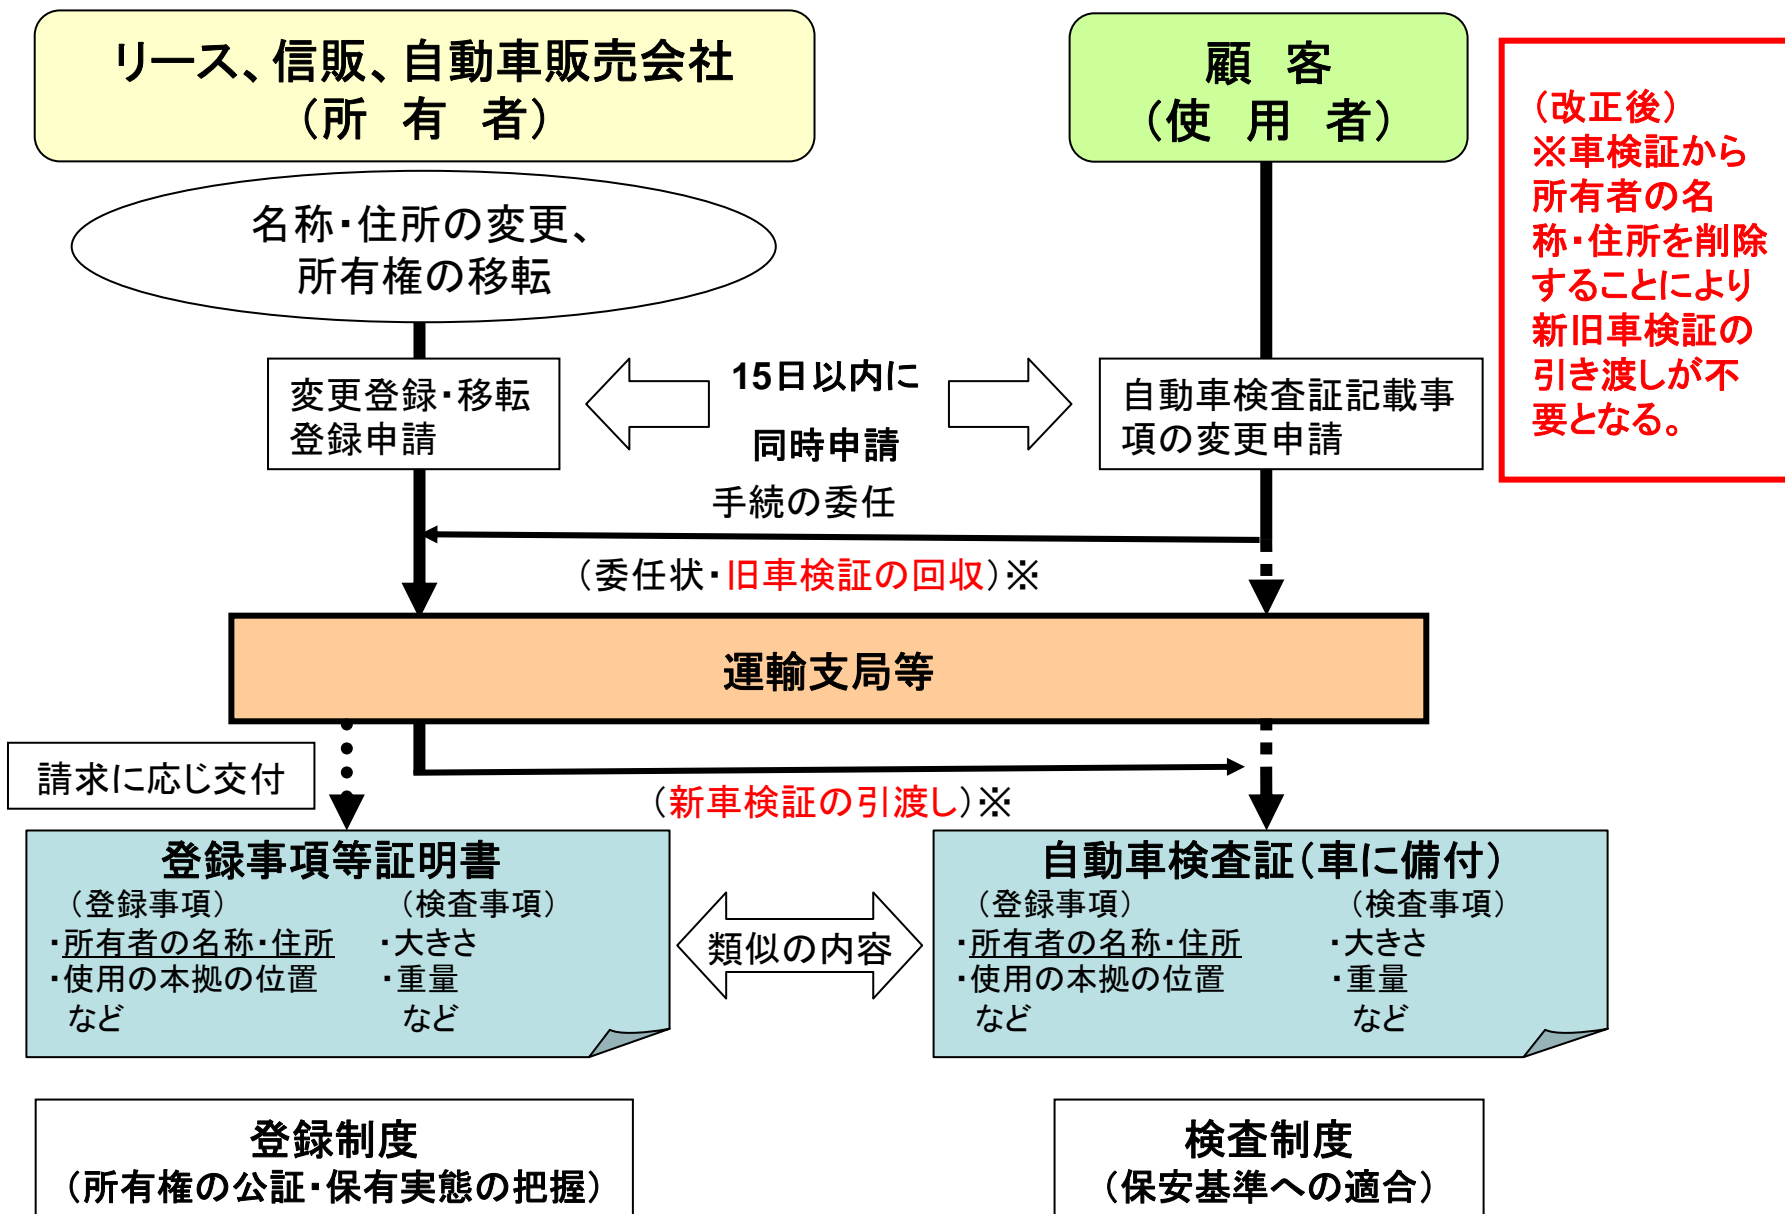 リース、信販、自動車販売会社
（所　有　者）
顧　客
（使　用　者）
（改正後）
※車検証から
所有者の名
称・住所を削除
することにより
新旧車検証の
引き渡しが不
要となる。
名称・住所の変更、
所有権の移転
変更登録・移転
登録申請
15日以内に
同時申請
自動車検査証記載事
項の変更申請
手続の委任
（委任状・旧車検証の回収）※
運輸支局等
請求に応じ交付
（新車検証の引渡し）※
登録事項等証明書
（登録事項）　（検査事項）
・所有者の名称・住所　・大きさ
・使用の本拠の位置　・重量
など　など
類似の内容
自動車検査証（車に備付）
（登録事項）　（検査事項）
・所有者の名称・住所　・大きさ
・使用の本拠の位置　・重量
など　など
登録制度
（所有権の公証・保有実態の把握）
検査制度
（保安基準への適合）